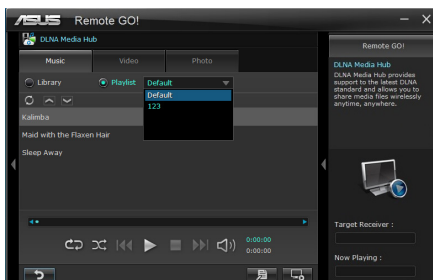 ASUS Remote GO!
DLNA Media Hub
Music Video Photo
Library Playlist Default
Default
123
Kalimba
Maid with the Flaxen Hair
Sleep Away
0:00:00
0:00:00
Remote GO!
DLNA Media Hub
DLNA Media Hub provides
support to the latest DLNA
standard and allows you to
share media files wirelessly
anytime, anywhere.
Target Receiver :
Now Playing :